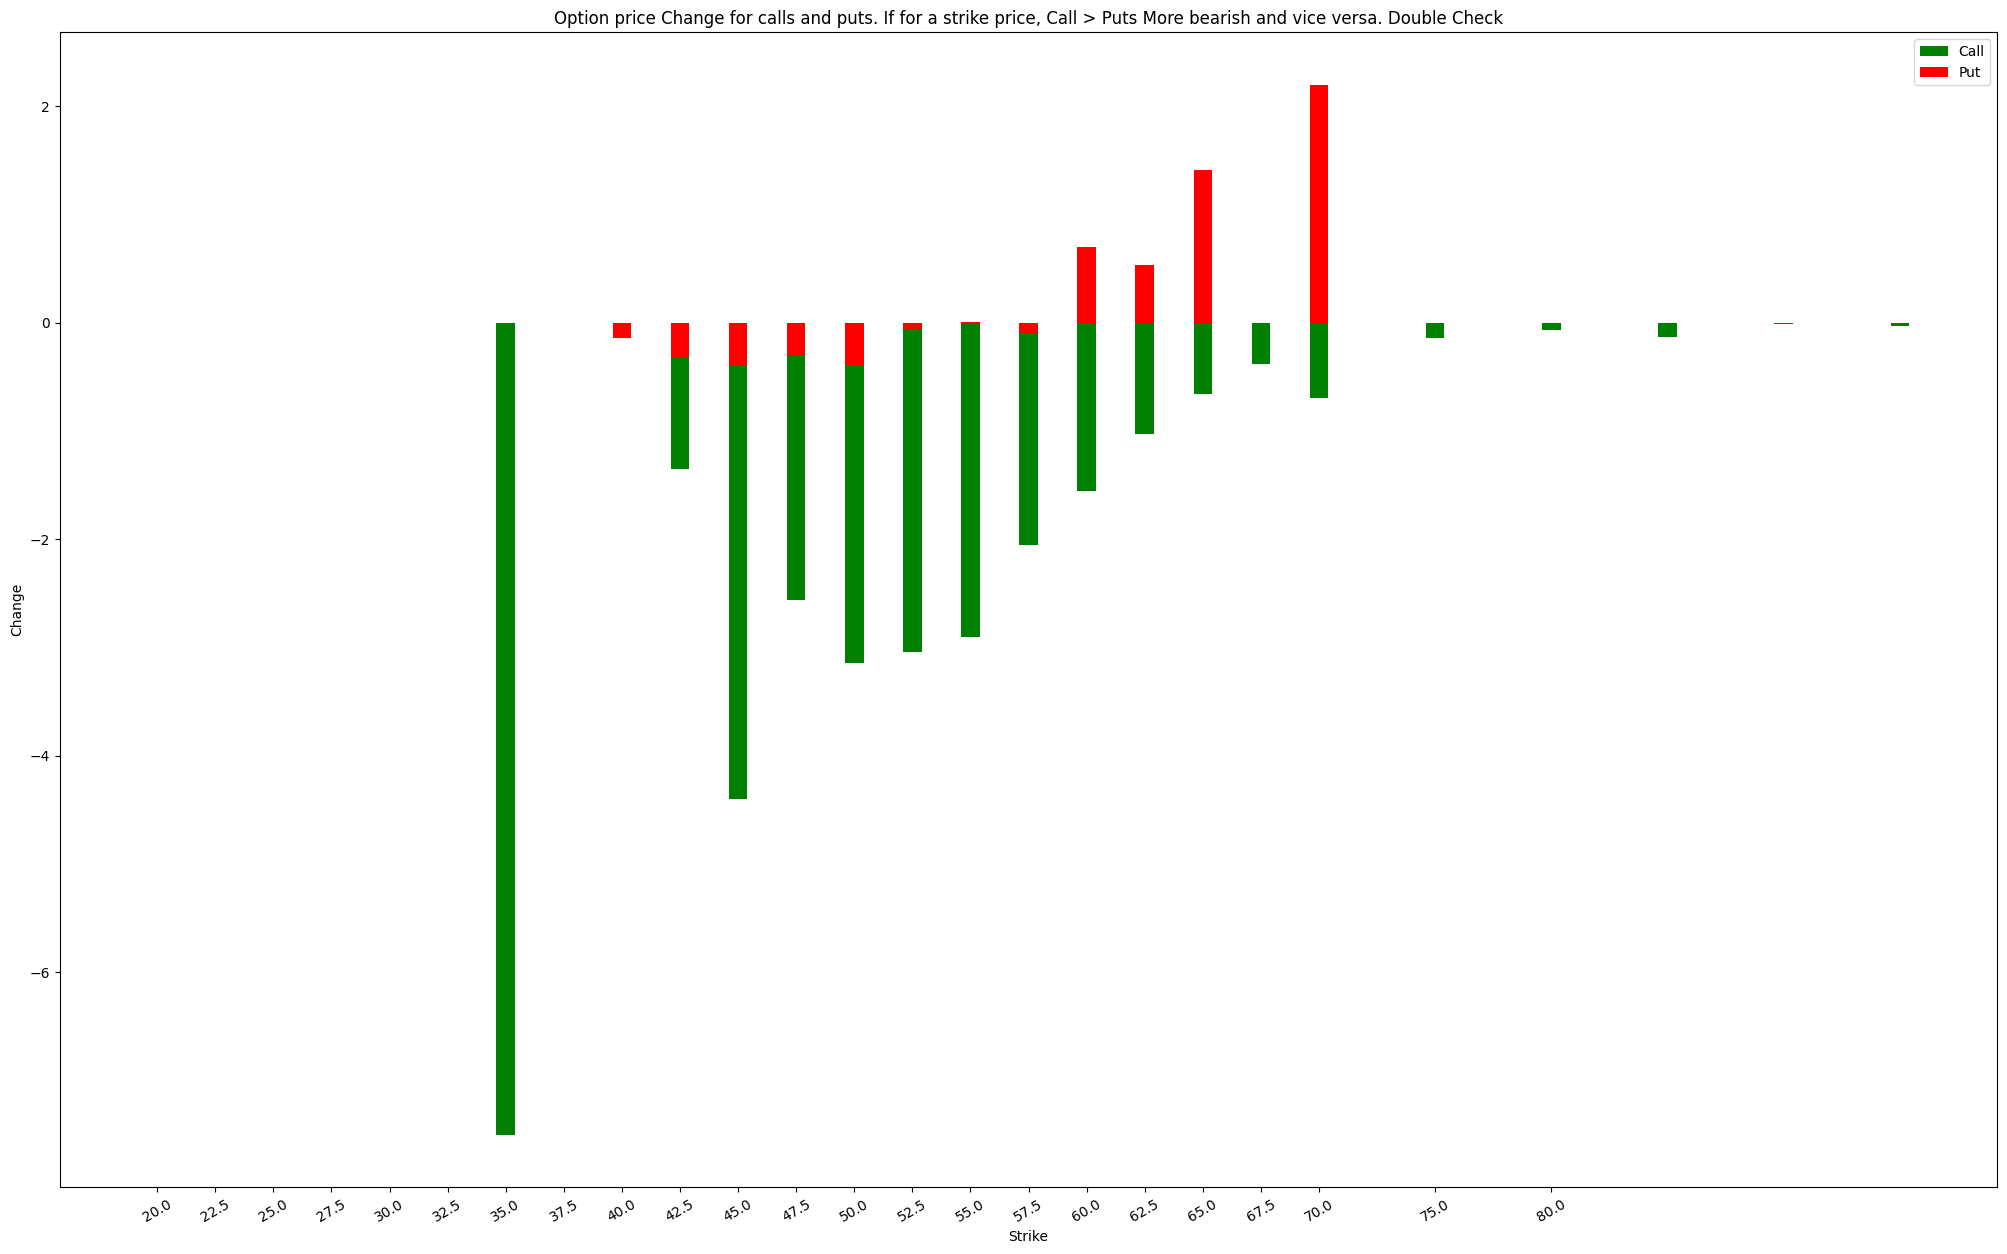 Option price Change for calls and puts. If for a strike price, Call > Puts More bearish and vice versa. Double Check
Call
Put
2
0
−2
−4
−6
Change
20.0 22.5 25.0 27.5 30.0 32.5 35.0 37.5 40.0 42.5 45.0 47.5 50.0 52.5 55.0 57.5 60.0 62.5 65.0 67.5 70.0 75.0 80.0
Strike